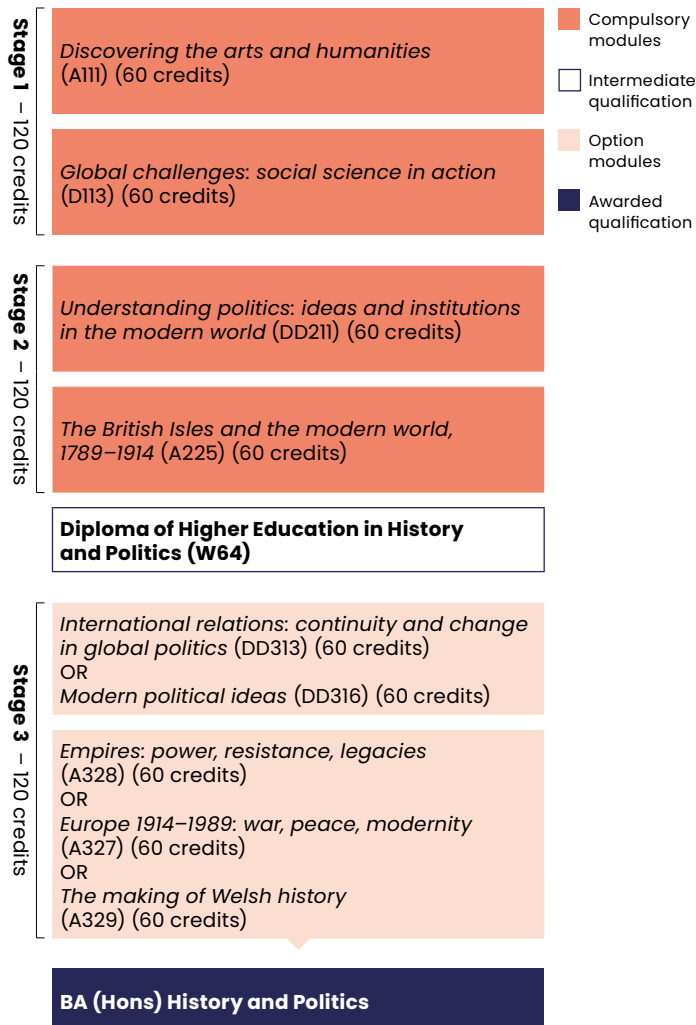 Stage 1 – 120 credits
Discovering the arts and humanities
(A111) (60 credits)
Global challenges: social science in action
(D113) (60 credits)
Compulsory
modules
Intermediate
qualification
Option
modules
Awarded
qualification
Stage 2 – 120 credits
Understanding politics: ideas and institutions
in the modern world (DD211) (60 credits)
The British Isles and the modern world,
1789–1914 (A225) (60 credits)
Diploma of Higher Education in History
and Politics (W64)
Stage 3 – 120 credits
International relations: continuity and change
in global politics (DD313) (60 credits)
OR
Modern political ideas (DD316) (60 credits)
Empires: power, resistance, legacies
(A328) (60 credits)
OR
Europe 1914–1989: war, peace, modernity
(A327) (60 credits)
OR
The making of Welsh history
(A329) (60 credits)
BA (Hons) History and Politics